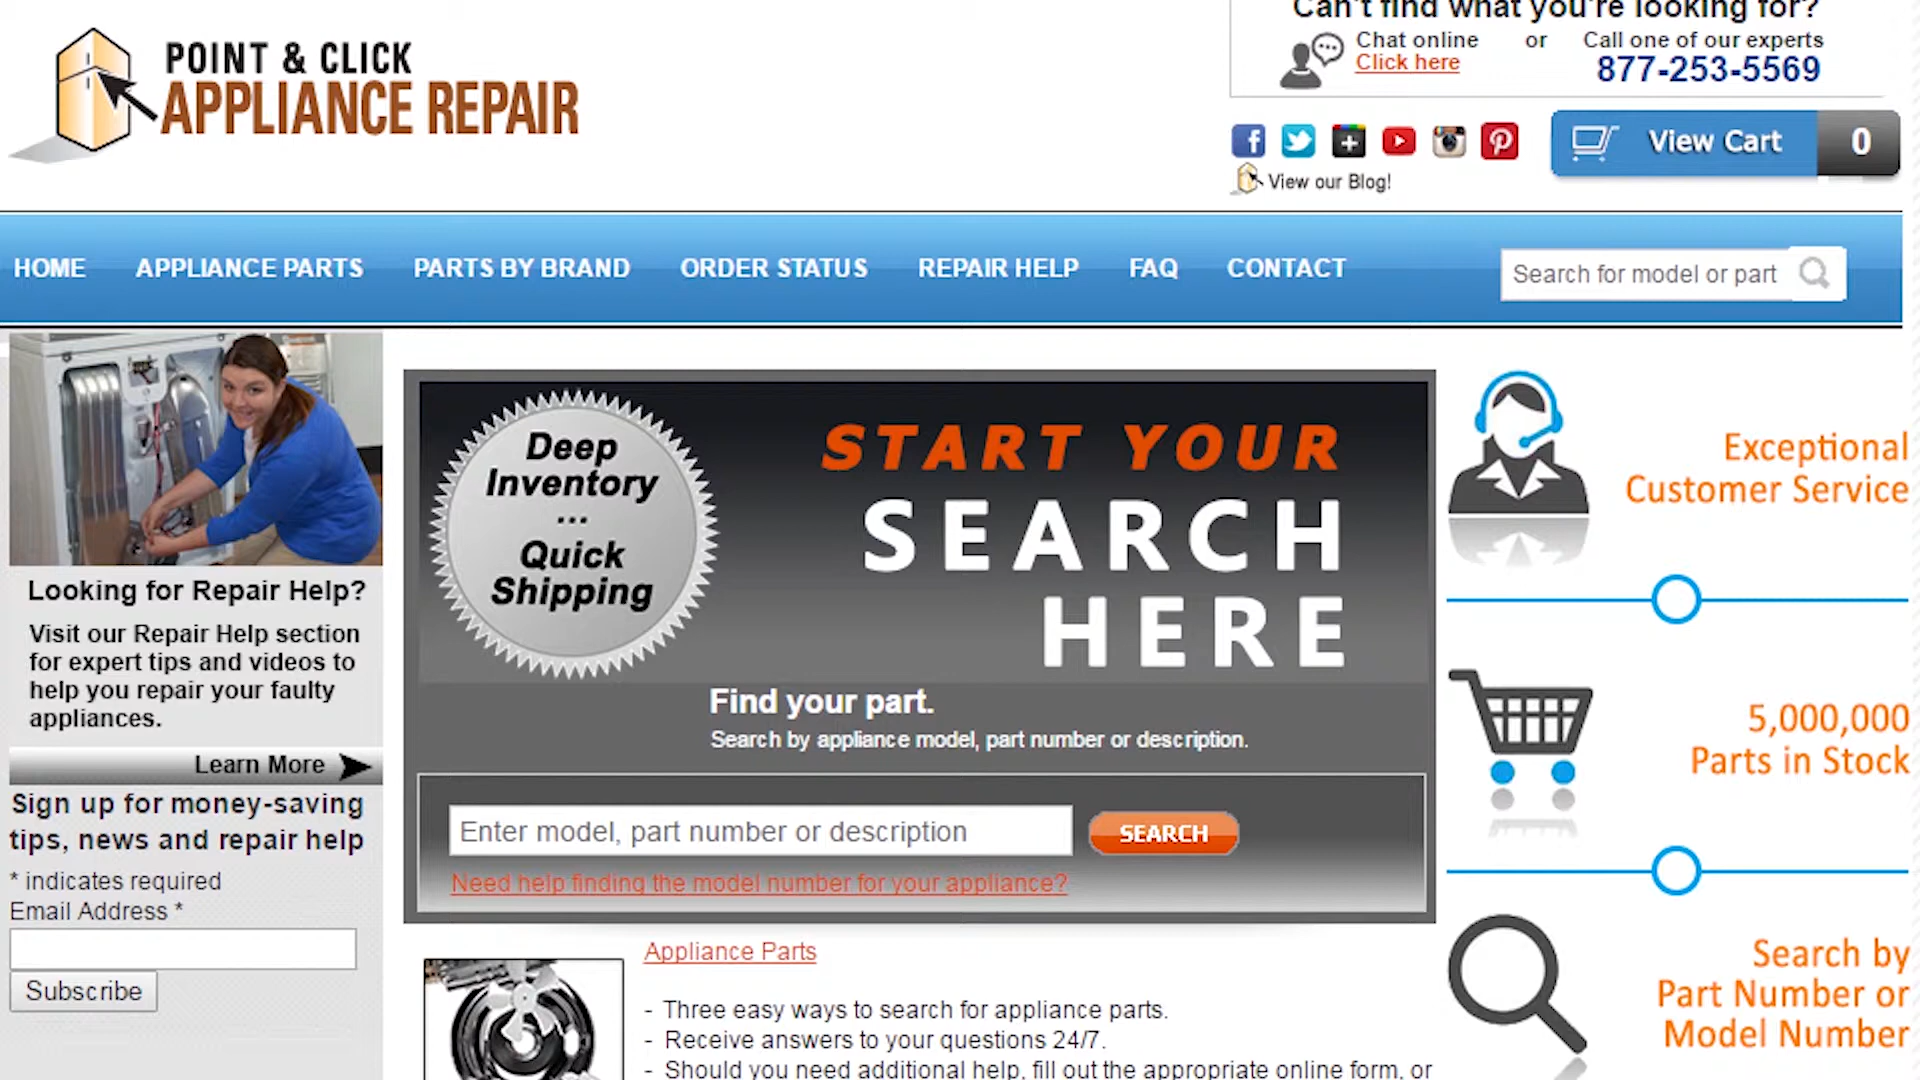 POINT & CLICK
APPLIANCE REPAIR
Can't find what you're looking for?
Chat online or Call one of our experts
Click here 877-253-5569
View Cart 0
View our Blog!
HOME APPLIANCE PARTS PARTS BY BRAND ORDER STATUS REPAIR HELP FAQ CONTACT
Search for model or part
Looking for Repair Help?
Visit our Repair Help section
for expert tips and videos to
help you repair your faulty
appliances.
Learn More
Sign up for money-saving
tips, news and repair help
* indicates required
Email Address *
Subscribe
Deep
Inventory
...
Quick
Shipping
START YOUR
SEARCH
HERE
Find your part.
Search by appliance model, part number or description.
Enter model, part number or description
SEARCH
Need help finding the model number for your appliance?
Appliance Parts
- Three easy ways to search for appliance parts.
- Receive answers to your questions 24/7.
- Should you need additional help, fill out the appropriate online form, or
Exceptional
Customer Service
5,000,000
Parts in Stock
Search by
Part Number or
Model Number